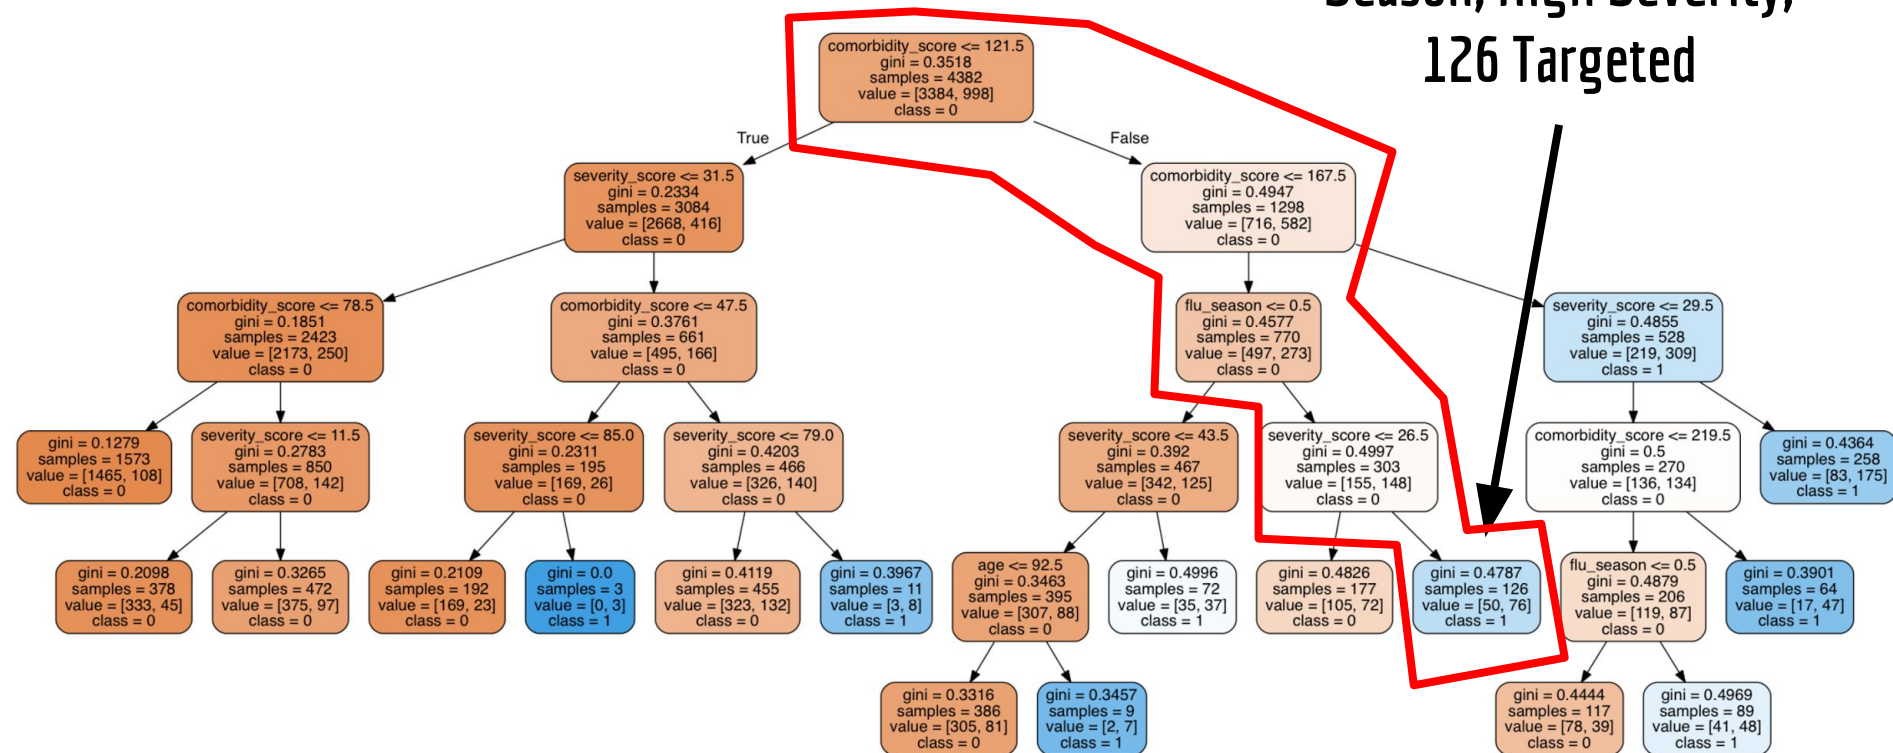 Season, High Severity,
126 Targeted
comorbidity_score <= 121.5
gini = 0.3518
samples = 4382
value = [3384, 998]
class = 0
True
False
severity_score <= 31.5
gini = 0.2334
samples = 3084
value = [2668, 416]
class = 0
comorbidity_score <= 167.5
gini = 0.4947
samples = 1298
value = [716, 582]
class = 0
comorbidity_score <= 78.5
gini = 0.1851
samples = 2423
value = [2173, 250]
class = 0
comorbidity_score <= 47.5
gini = 0.3761
samples = 661
value = [495, 166]
class = 0
flu_season <= 0.5
gini = 0.4577
samples = 770
value = [497, 273]
class = 0
severity_score <= 29.5
gini = 0.4855
samples = 528
value = [219, 309]
class = 1
gini = 0.1279
samples = 1573
value = [1465, 108]
class = 0
severity_score <= 11.5
gini = 0.2783
samples = 850
value = [708, 142]
class = 0
severity_score <= 85.0
gini = 0.2311
samples = 195
value = [169, 26]
class = 0
severity_score <= 79.0
gini = 0.4203
samples = 466
value = [326, 140]
class = 0
severity_score <= 43.5
gini = 0.392
samples = 467
value = [342, 125]
class = 0
severity_score <= 26.5
gini = 0.4997
samples = 303
value = [155, 148]
class = 0
comorbidity_score <= 219.5
gini = 0.5
samples = 270
value = [136, 134]
class = 0
gini = 0.4364
samples = 258
value = [83, 175]
class = 1
gini = 0.2098
samples = 378
value = [333, 45]
class = 0
gini = 0.3265
samples = 472
value = [375, 97]
class = 0
gini = 0.2109
samples = 192
value = [169, 23]
class = 0
gini = 0.0
samples = 3
value = [0, 3]
class = 1
gini = 0.4119
samples = 455
value = [323, 132]
class = 0
gini = 0.3967
samples = 11
value = [3, 8]
class = 1
age <= 92.5
gini = 0.3463
samples = 395
value = [307, 88]
class = 0
gini = 0.4996
samples = 72
value = [35, 37]
class = 1
gini = 0.4826
samples = 177
value = [105, 72]
class = 0
gini = 0.4787
samples = 126
value = [50, 76]
class = 1
flu_season <= 0.5
gini = 0.4879
samples = 206
value = [119, 87]
class = 0
gini = 0.3901
samples = 64
value = [17, 47]
class = 1
gini = 0.3316
samples = 386
value = [305, 81]
class = 0
gini = 0.3457
samples = 9
value = [2, 7]
class = 1
gini = 0.4444
samples = 117
value = [78, 39]
class = 0
gini = 0.4969
samples = 89
value = [41, 48]
class = 1